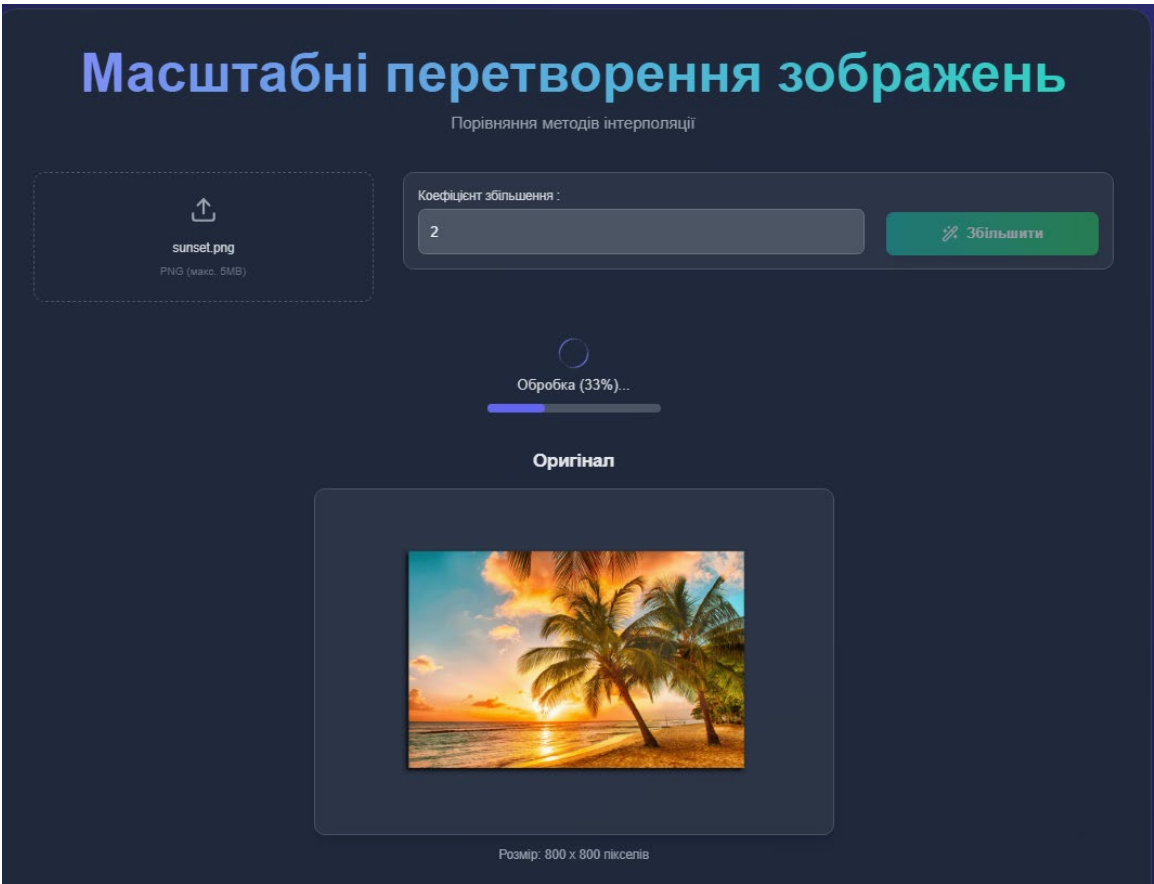 Масштабні перетворення зображень
Порівняння методів інтерполяції
sunset.png
PNG (макс. 5MB)
Коефіцієнт збільшення :
2
Збільшити
Обробка (33%)...
Оригінал
Розмір: 800 x 800 пікселів